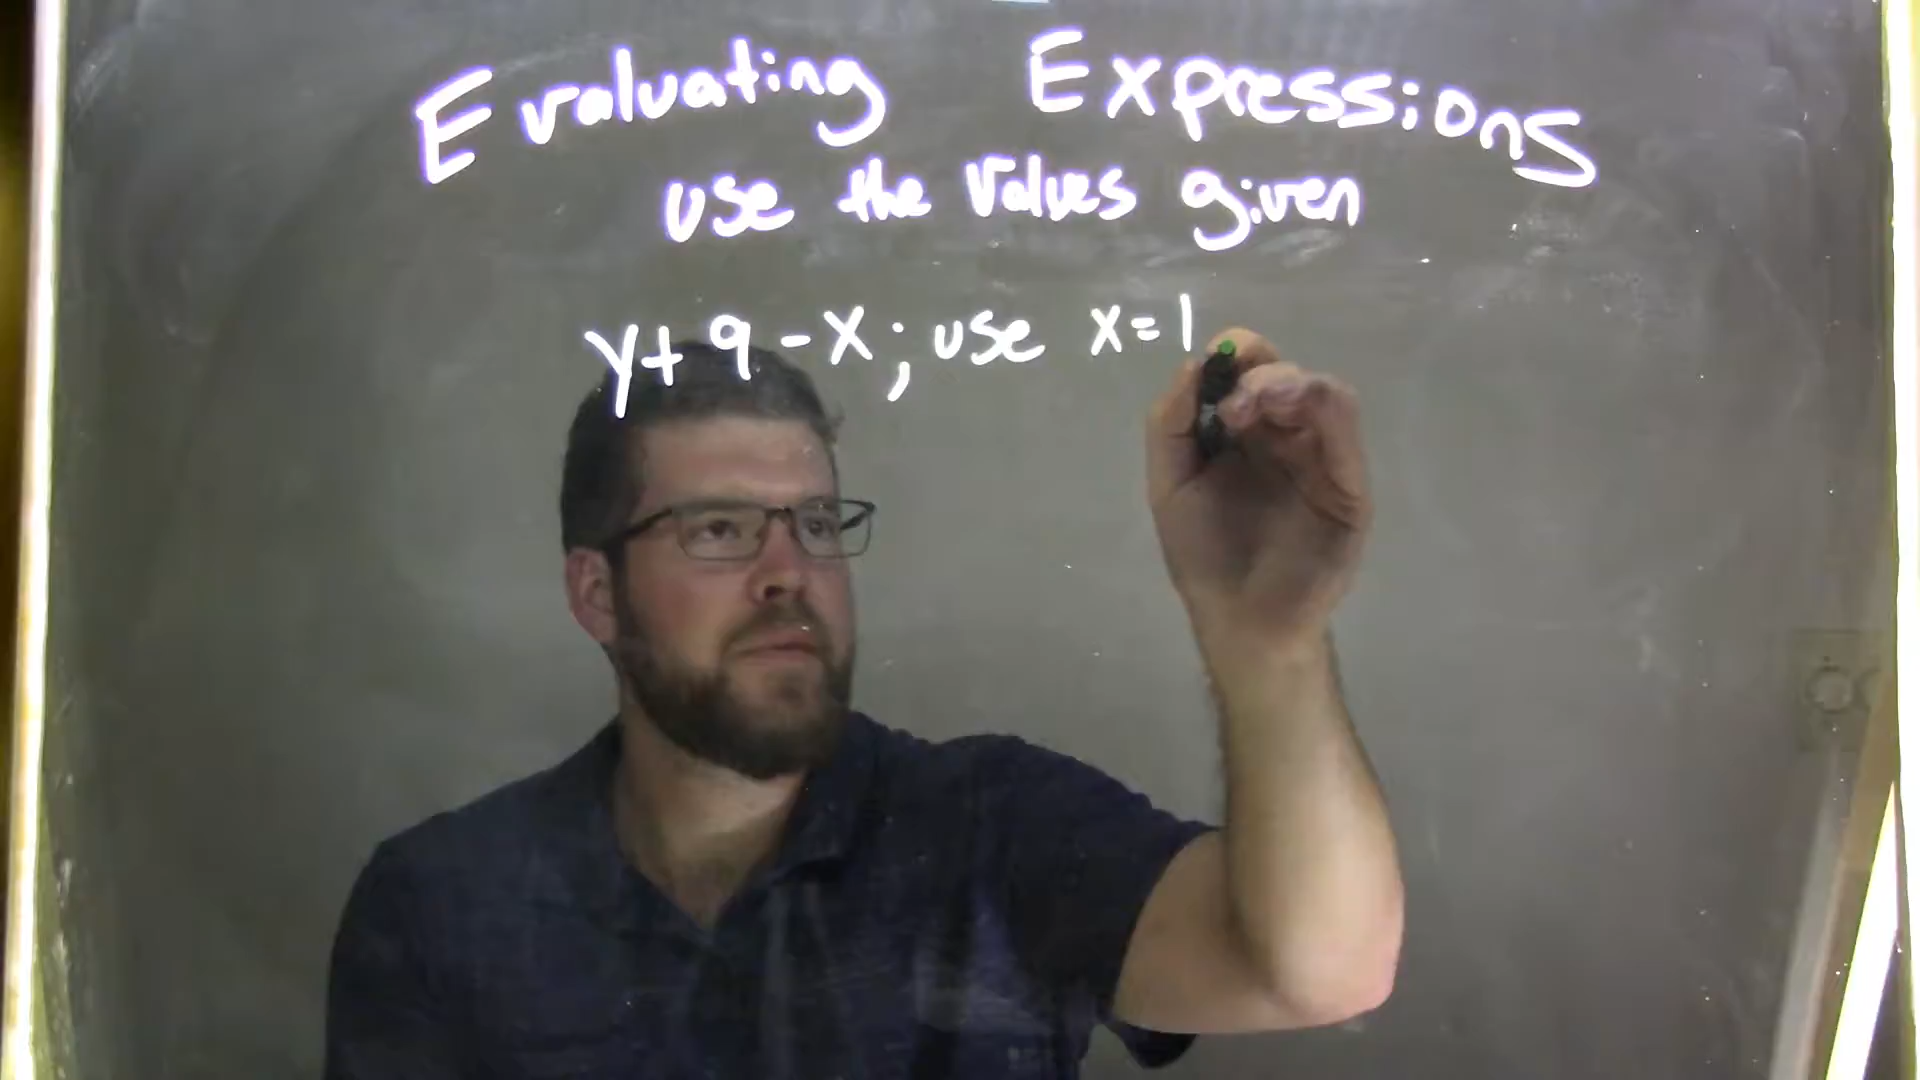 Evaluating Expressions
use the values given
y+9-x; use x=1